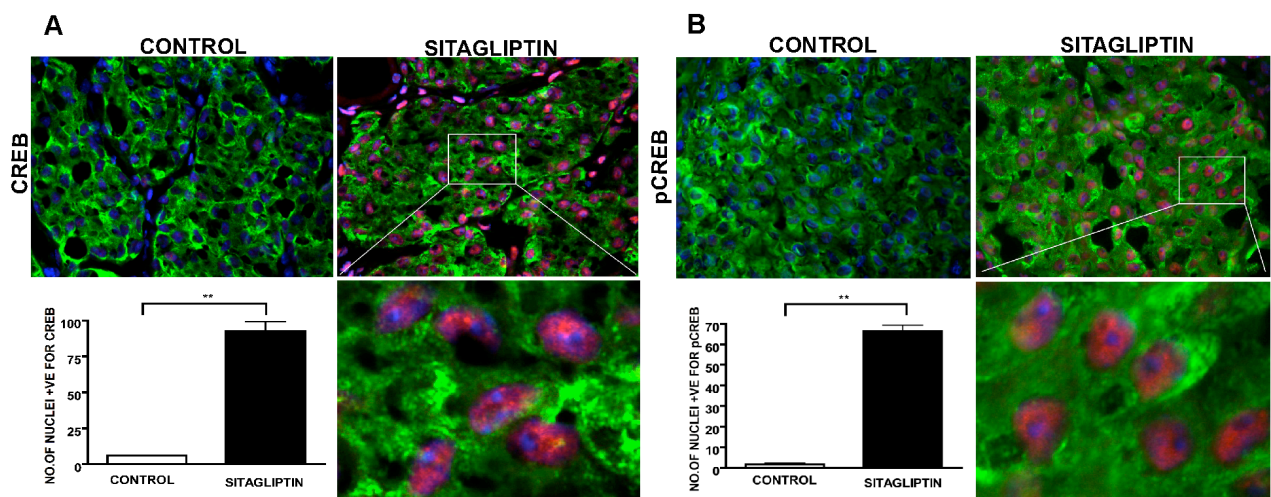 A
CONTROL
SITAGLIPTIN
CREB
**
NO.OF NUCLEI +VE FOR CREB
100
75
50
25
0
CONTROL
SITAGLIPTIN
B
CONTROL
SITAGLIPTIN
pCREB
**
NO.OF NUCLEI +VE FOR pCREB
70
60
50
40
30
20
10
0
CONTROL
SITAGLIPTIN